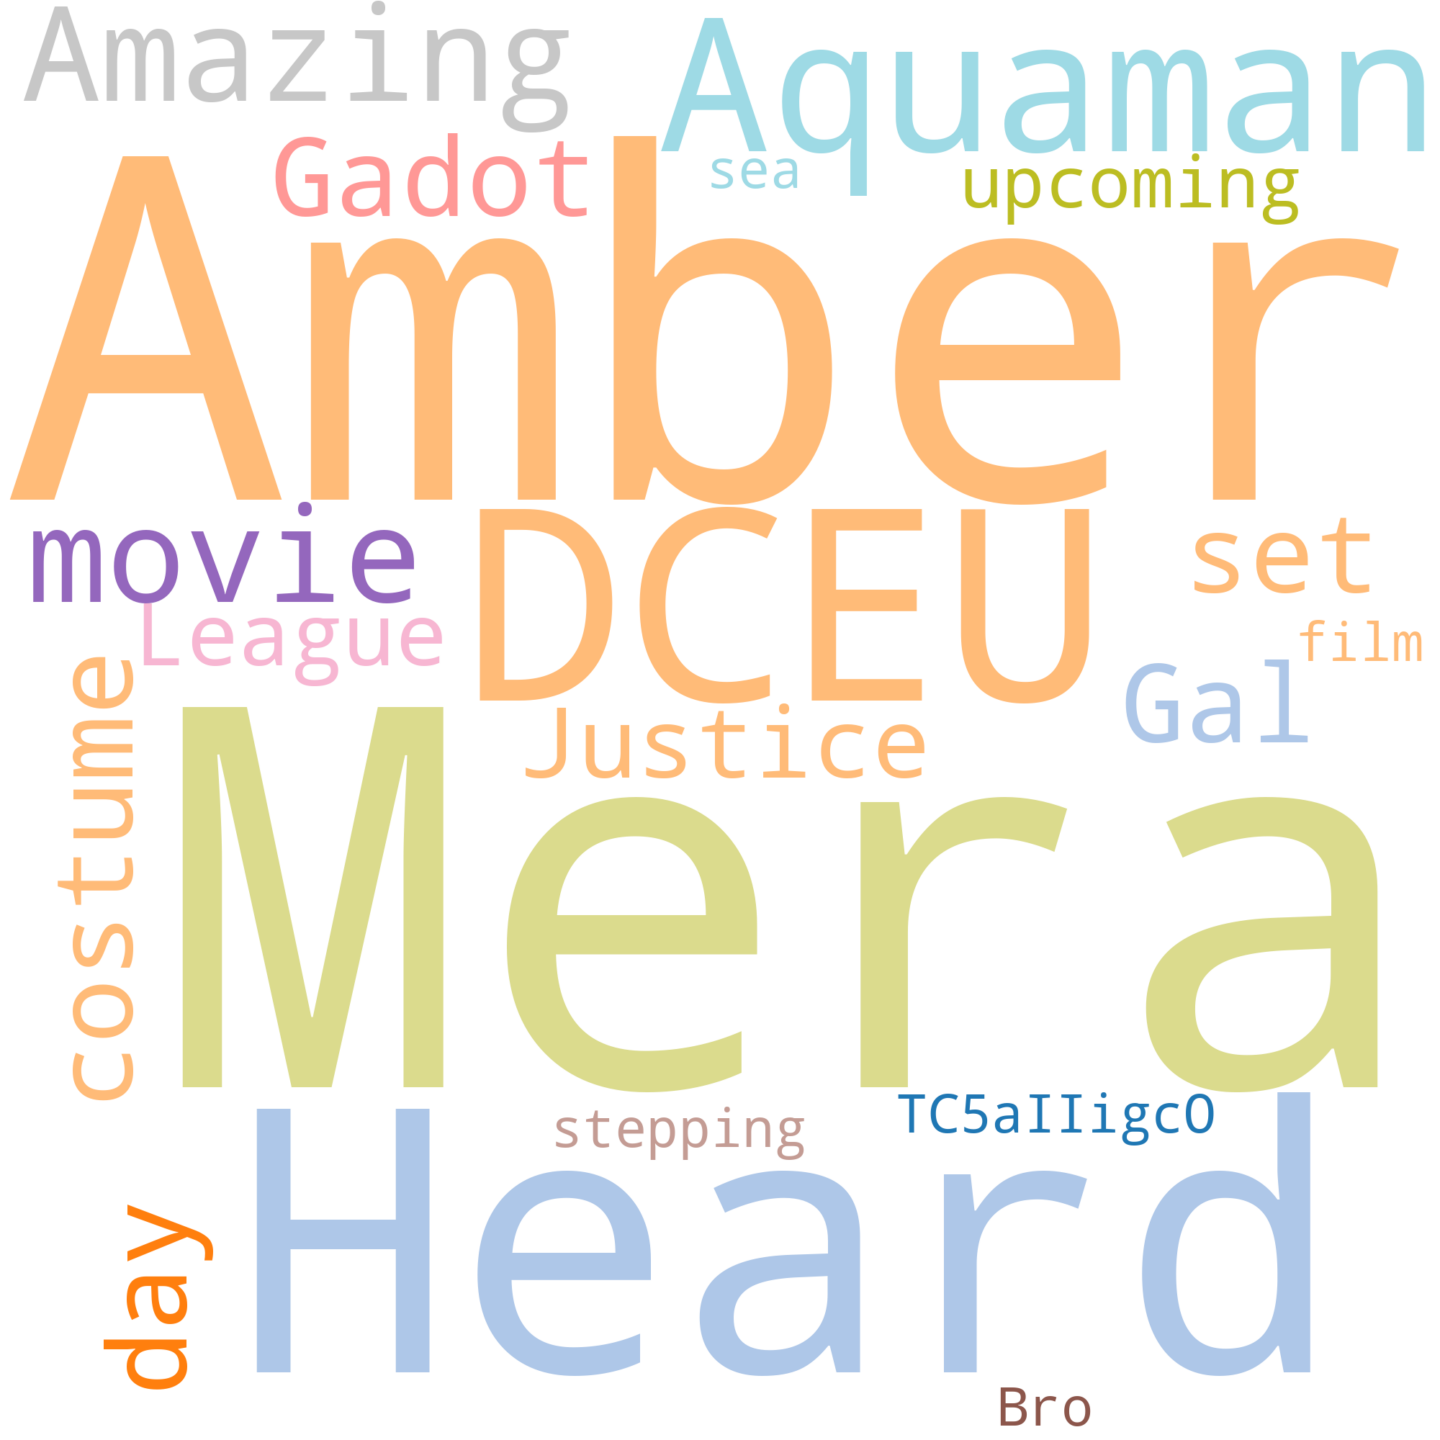 Amazing
Aquaman
Gadot
sea
upcoming
Amber
movie
DCEU
set
League
film
costume
Justice
Gal
Mera
stepping
TC5aIIigcO
Heard
day
Bro